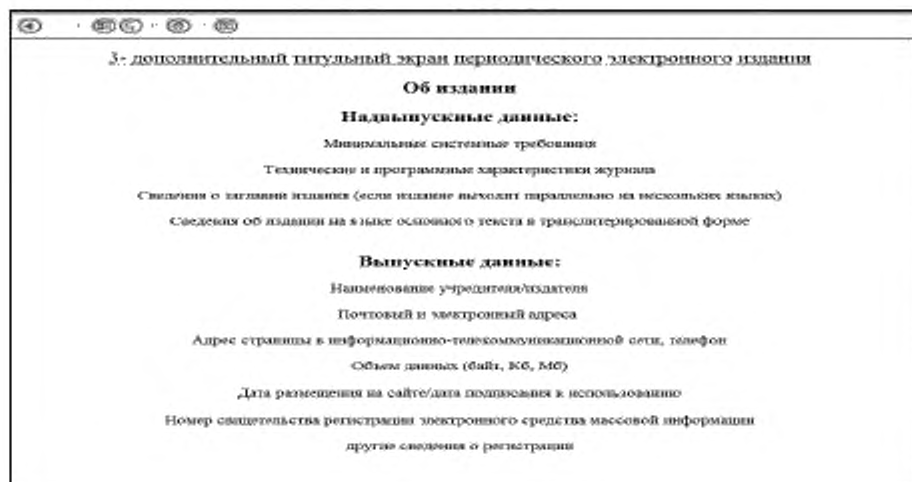 3- дополнительный титульный экран периодического электронного издания
Об издании
Надвыпускные данные:
Минимальные системные требования
Технические и программные характеристики журнала
Сведения о заглавии издания (если издание выходит параллельно на нескольких языках)
Сведения об издании на языке основного текста в транслитерированной форме
Выпускные данные:
Наименование учредителя/издателя
Почтовый и электронный адреса
Адрес страницы в информационно-телекоммуникационной сети, телефон
Объем данных (байт, Кб, Мб)
Дата размещения на сайте/дата подписания к использованию
Номер свидетельства регистрации электронного средства массовой информации
другие сведения о регистрации